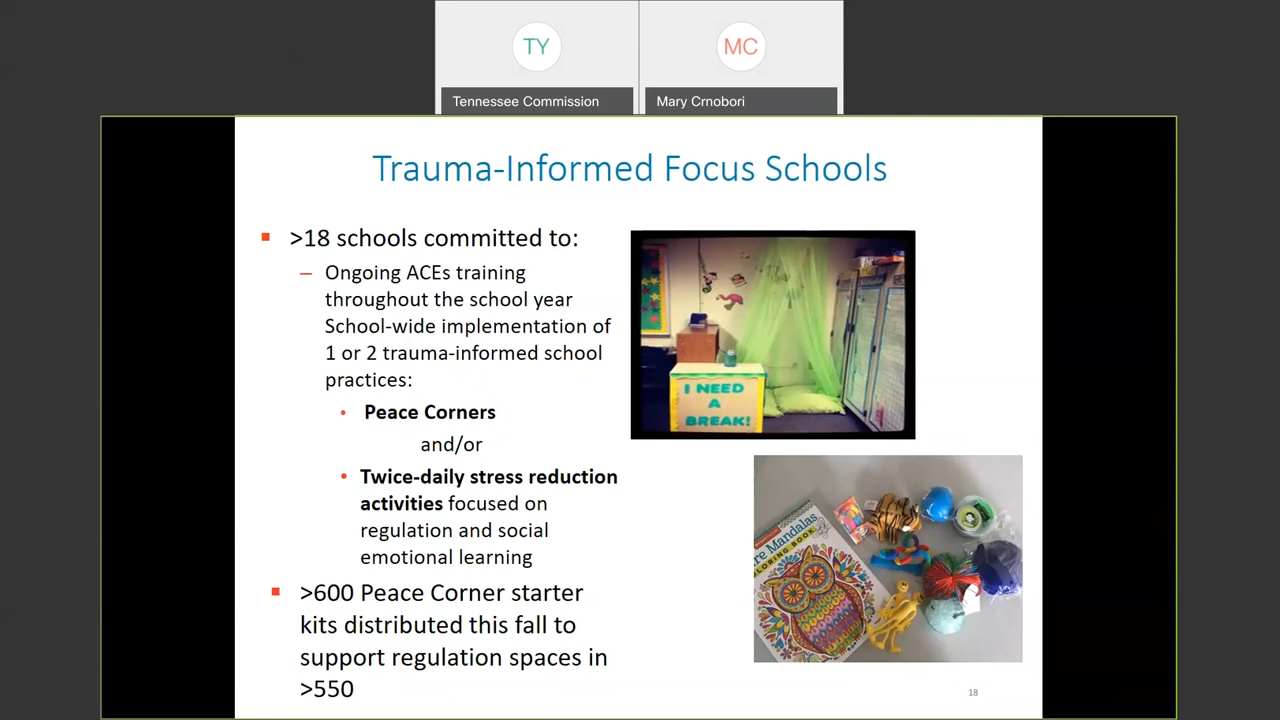 TY
MC
Tennessee Commission
Mary Crnobori
Trauma-Informed Focus Schools
>18 schools committed to:
Ongoing ACEs training
throughout the school year
School-wide implementation of
1 or 2 trauma-informed school
practices:
Peace Corners
and/or
Twice-daily stress reduction
activities focused on
regulation and social
emotional learning
>600 Peace Corner starter
kits distributed this fall to
support regulation spaces in
>550
I NEED
A
BREAK!
re Mandalas
LORING BOOK
18